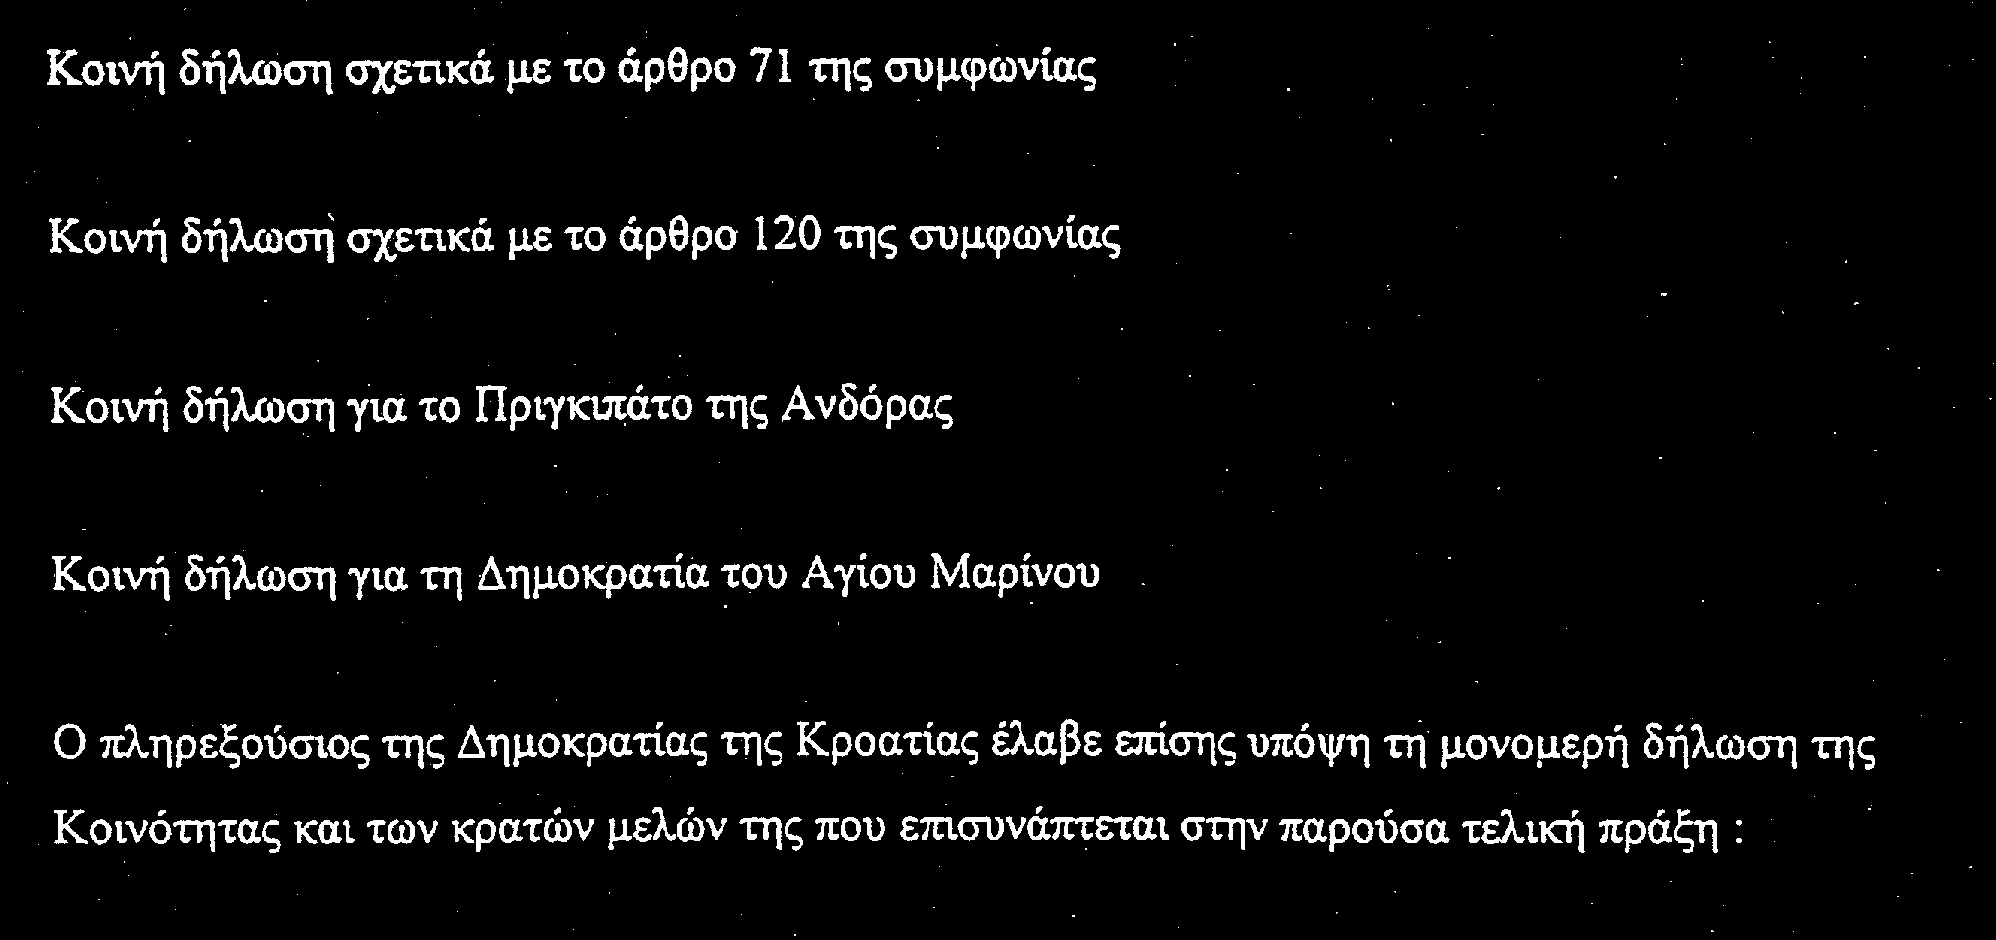 Κοινή δήλωση σχετικά με το άρθρο 71 της συμφωνίας
Κοινή δήλωση σχετικά με το άρθρο 120 της συμφωνίας
Κοινή δήλωση για το Πριγκιπάτο της Ανδόρας
Κοινή δήλωση για τη Δημοκρατία του Αγίου Μαρίνου
Ο πληρεξούσιος της Δημοκρατίας της Κροατίας έλαβε επίσης υπόψη τη μονομερή δήλωση της
Κοινότητας και των κρατών μελών της που επισυνάπτεται στην παρούσα τελική πράξη :